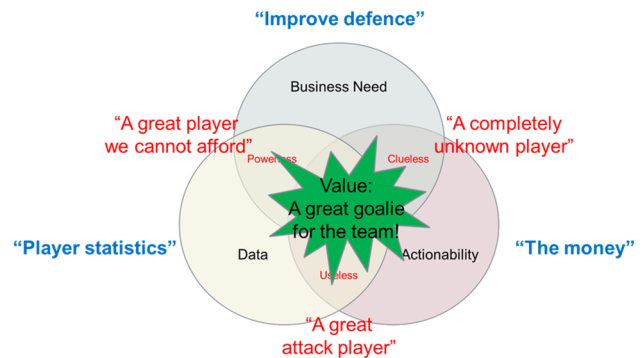 “Improve defence”
Business Need
“A great player
we cannot afford”
“A completely
unknown player”
Powerless
Clueless
Value:
A great goalie
for the team!
“Player statistics”
Data
Actionability
“The money”
Useless
“A great
attack player”